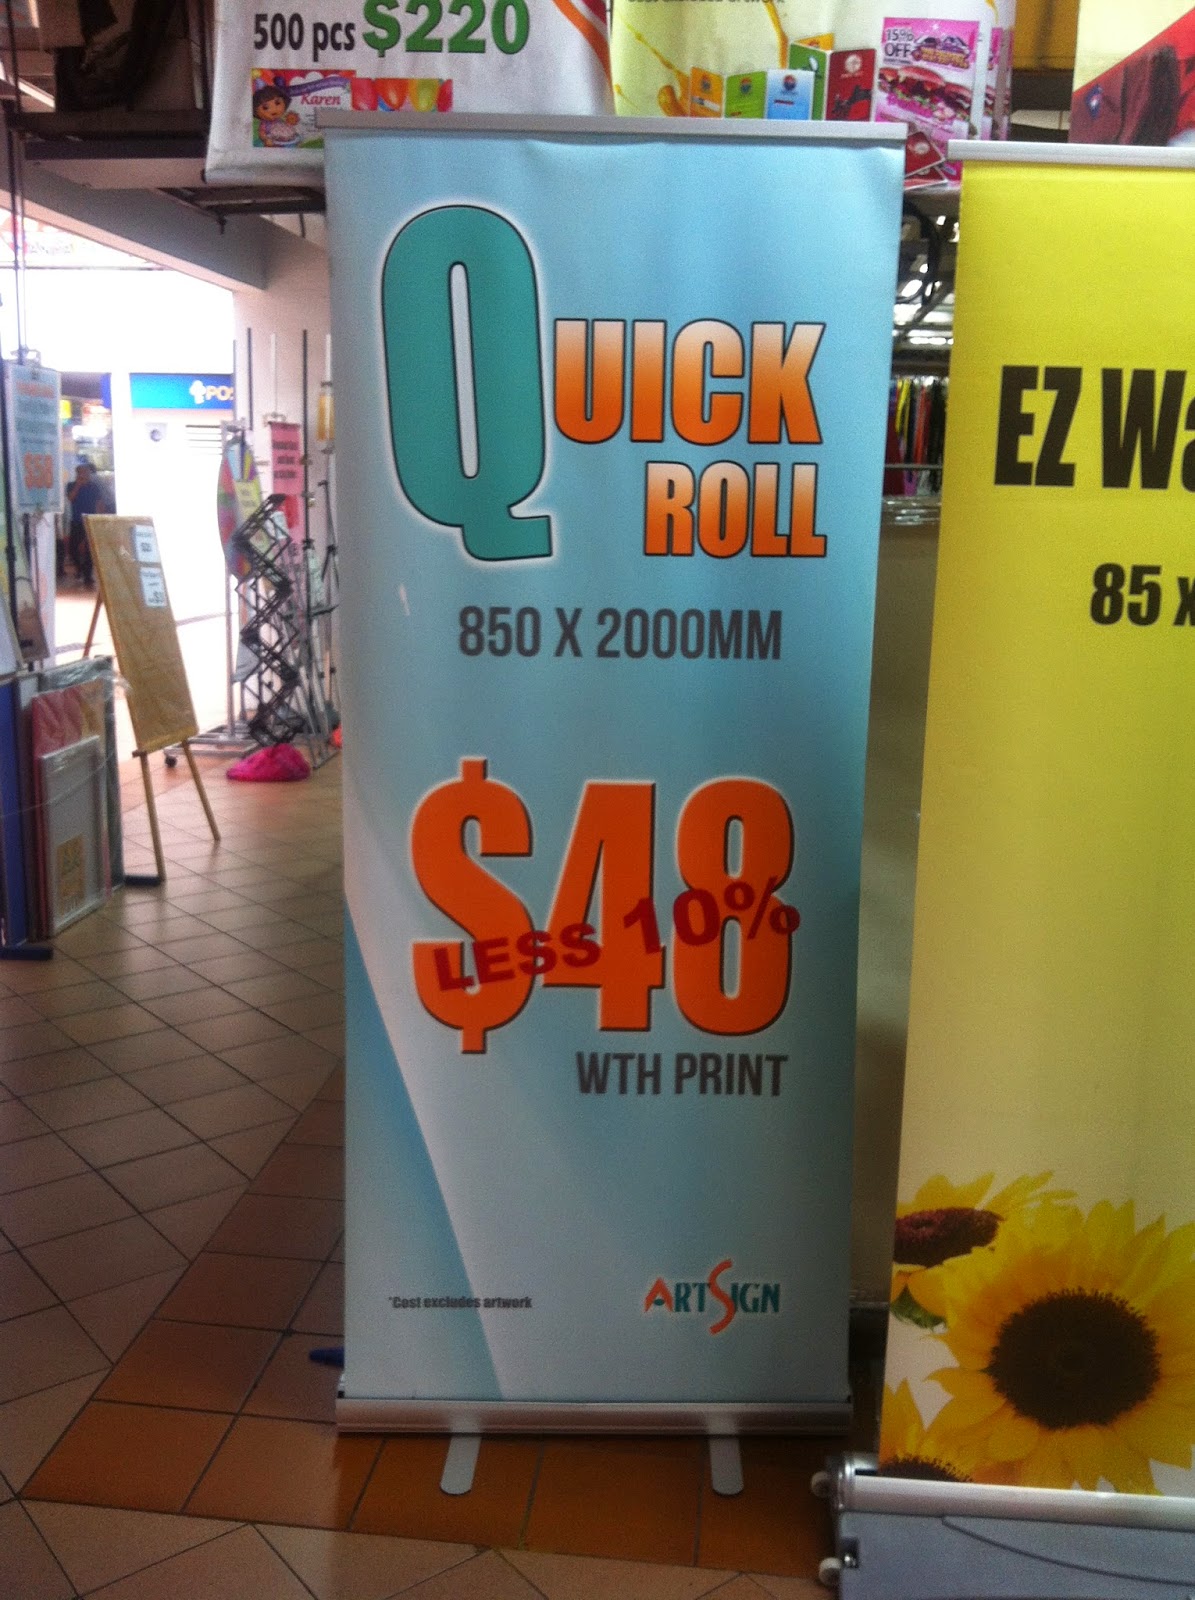 500 pcs $220
Karen
15%
OFF
QUICK
ROLL
850 X 2000MM
$48
LESS 10%
WTH PRINT
*Cost excludes artwork
ARTSIGN
EZ Wa
85 x
POS